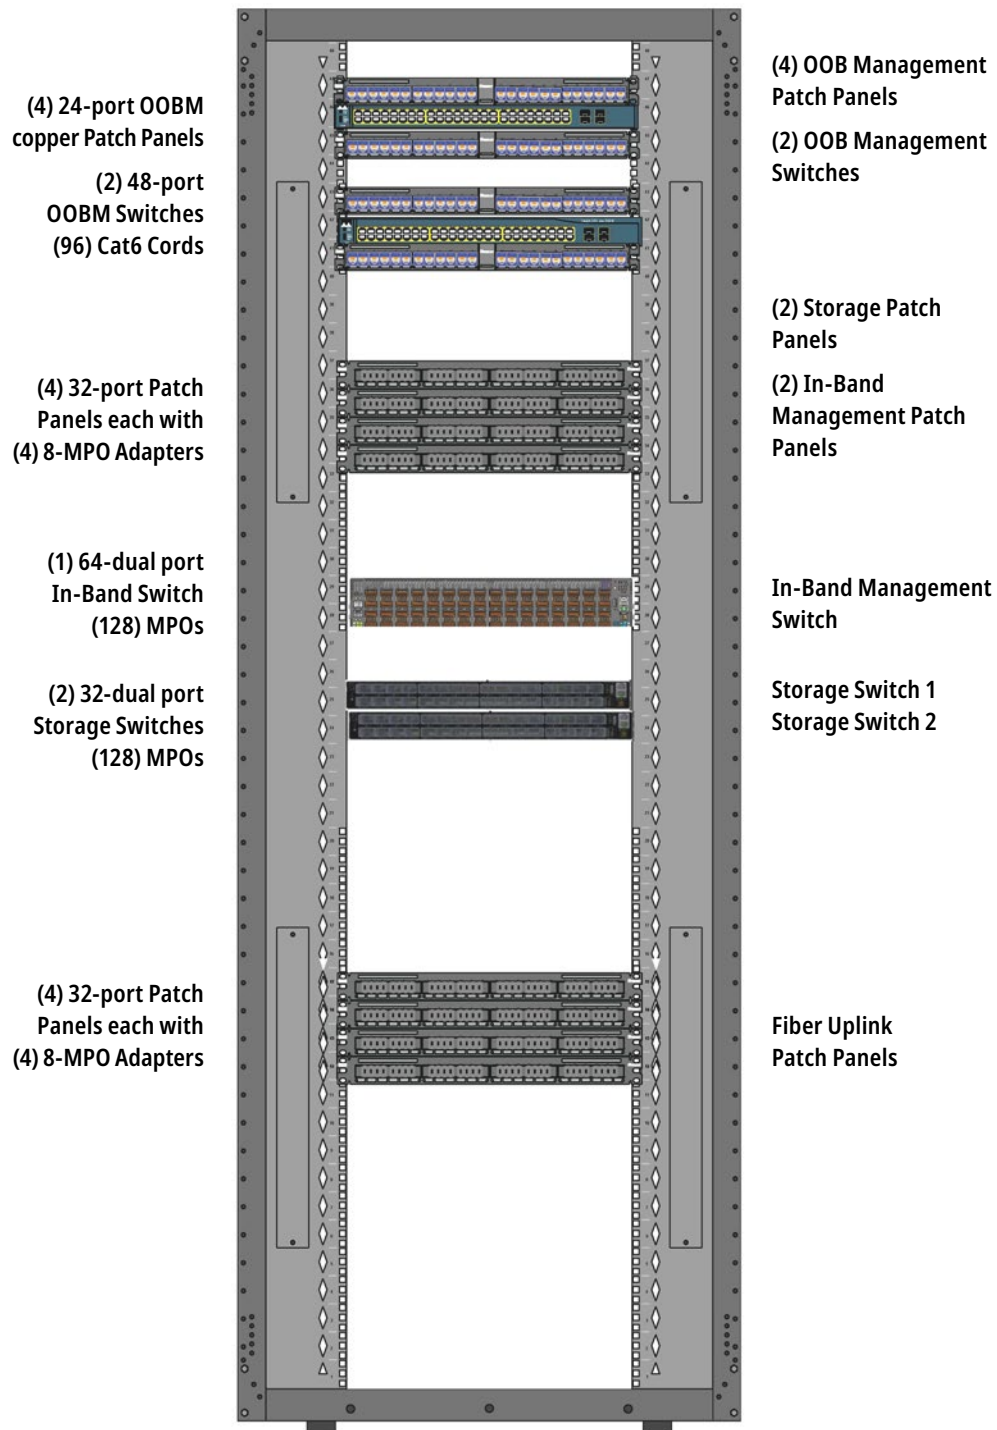 (4) 24-port OOBM
copper Patch Panels
(2) 48-port
OOBM Switches
(96) Cat6 Cords
(4) 32-port Patch
Panels each with
(4) 8-MPO Adapters
(1) 64-dual port
In-Band Switch
(128) MPOs
(2) 32-dual port
Storage Switches
(128) MPOs
(4) 32-port Patch
Panels each with
(4) 8-MPO Adapters
(4) OOB Management
Patch Panels
(2) OOB Management
Switches
(2) Storage Patch
Panels
(2) In-Band
Management Patch
Panels
In-Band Management
Switch
Storage Switch 1
Storage Switch 2
Fiber Uplink
Patch Panels